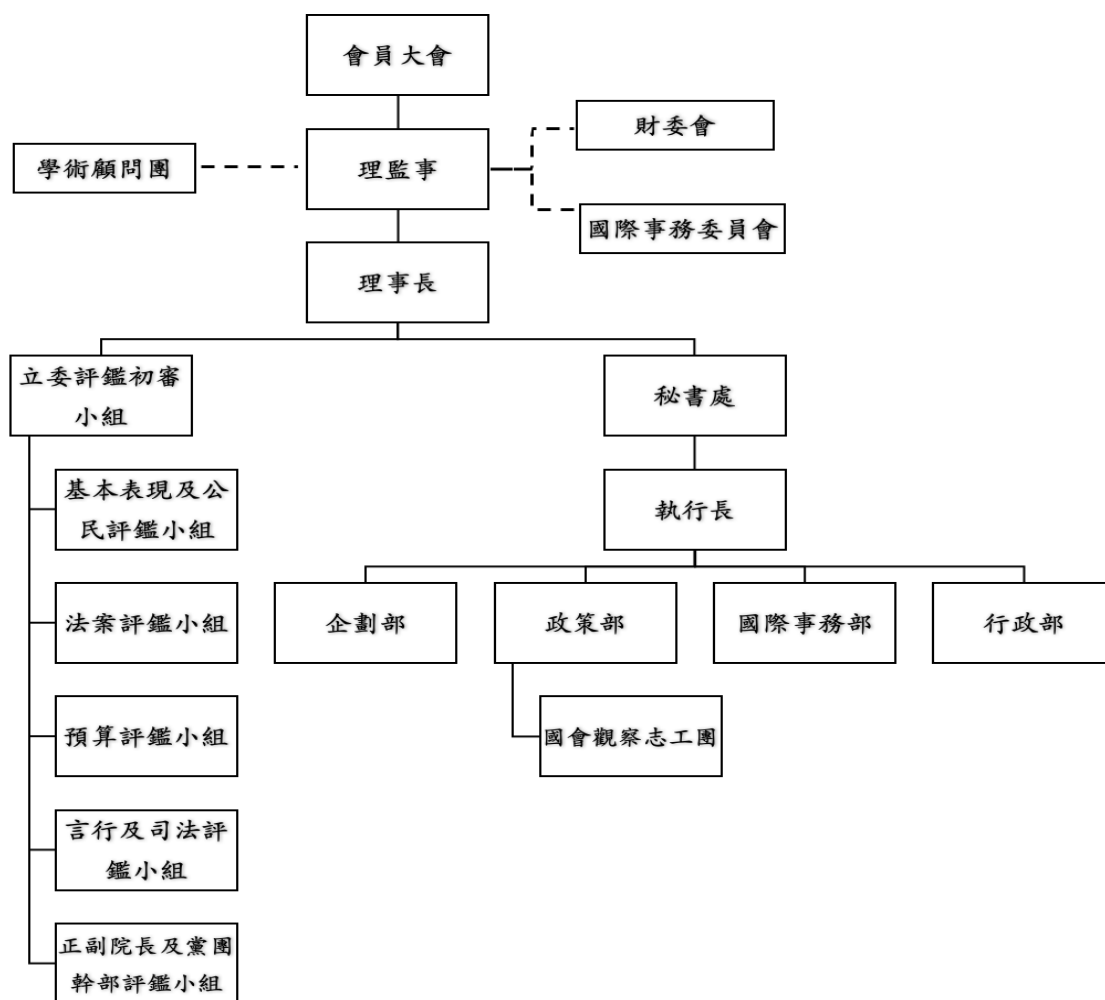 會員大會
財委會
學術顧問團
理監事
國際事務委員會
理事長
立委評鑑初審
小組
秘書處
基本表現及公
民評鑑小組
執行長
法案評鑑小組
企劃部
政策部
國際事務部
行政部
預算評鑑小組
國會觀察志工團
言行及司法評
鑑小組
正副院長及黨團
幹部評鑑小組